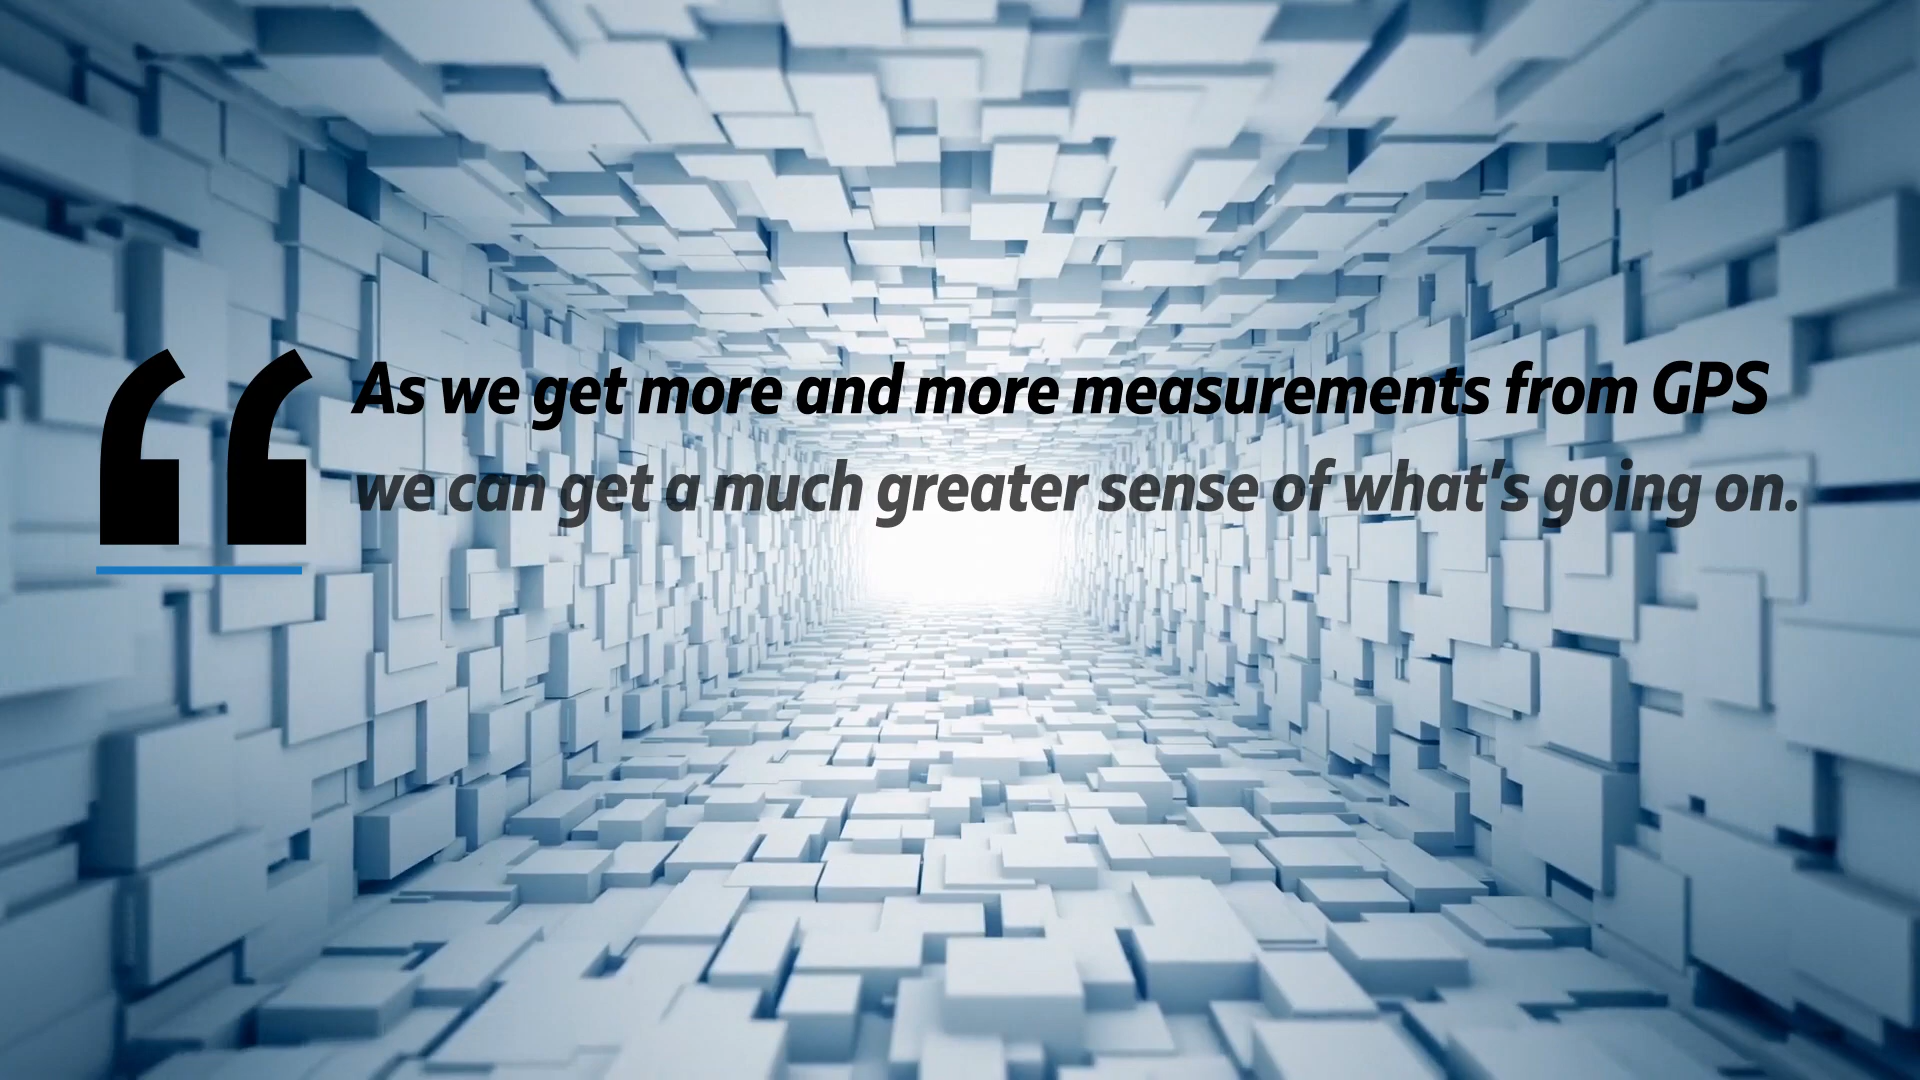 “As we get more and more measurements from GPS
we can get a much greater sense of what's going on.